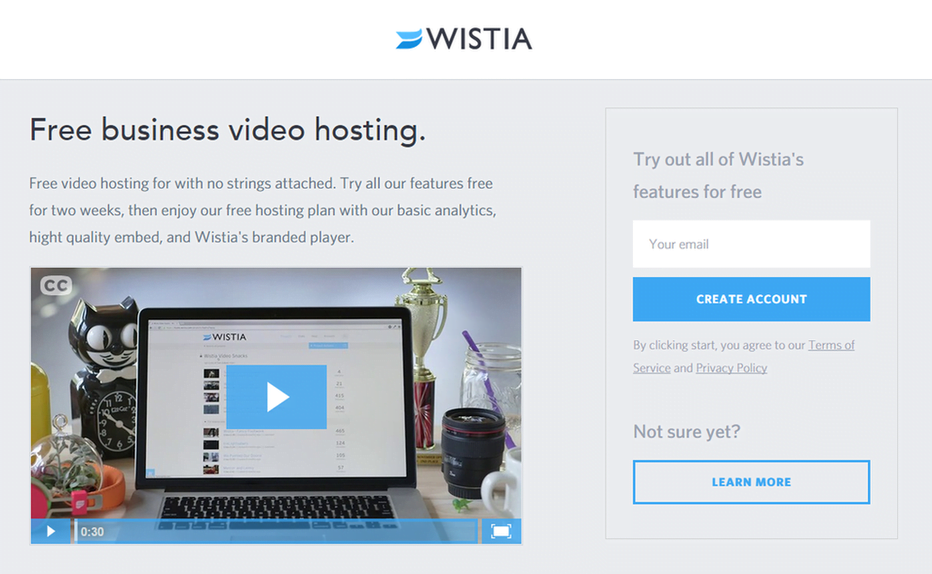 WISTIA
Free business video hosting.
Free video hosting for with no strings attached. Try all our features free
for two weeks, then enjoy our free hosting plan with our basic analytics,
hight quality embed, and Wistia's branded player.
CC
WISTIA
Wistia Video Snacks
0:30
Try out all of Wistia's
features for free
Your email
CREATE ACCOUNT
By clicking start, you agree to our Terms of
Service and Privacy Policy
Not sure yet?
LEARN MORE